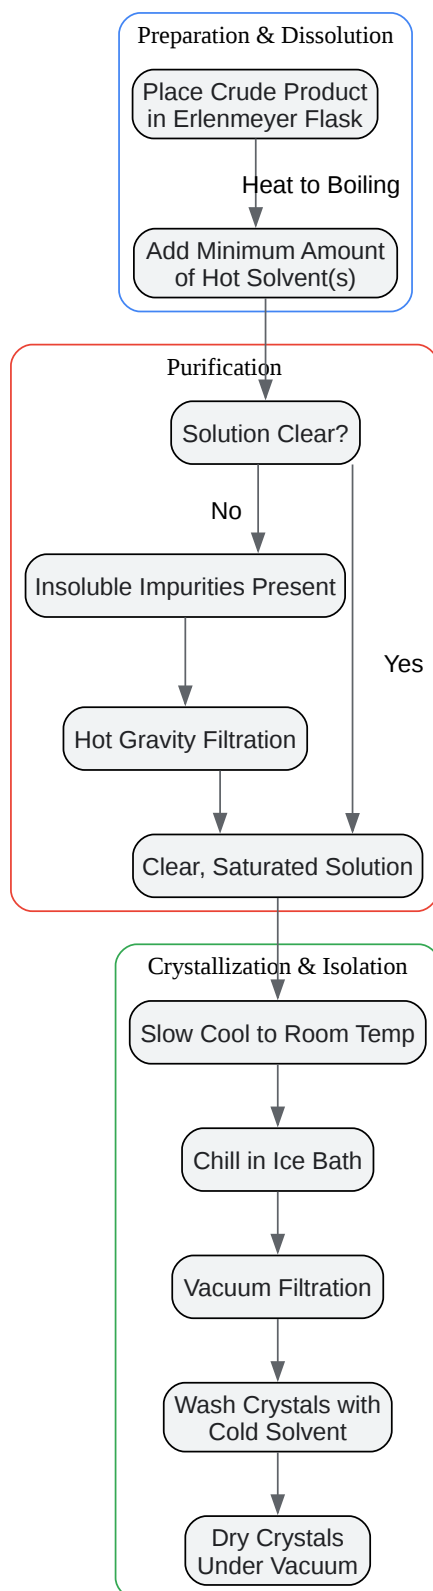 Preparation & Dissolution
Place Crude Product
in Erlenmeyer Flask
Heat to Boiling
Add Minimum Amount
of Hot Solvent(s)
Purification
Solution Clear?
No
Insoluble Impurities Present
Yes
Hot Gravity Filtration
Clear, Saturated Solution
Crystallization & Isolation
Slow Cool to Room Temp
Chill in Ice Bath
Vacuum Filtration
Wash Crystals with
Cold Solvent
Dry Crystals
Under Vacuum